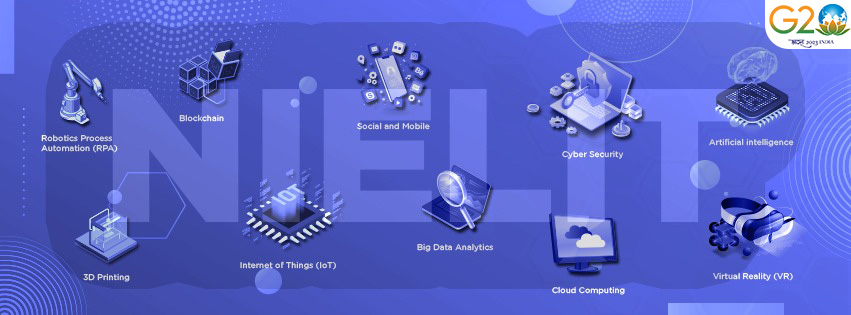 G20
2023 INDIA
NIELIT
Robotics Process
Automation (RPA)
Blockchain
Social and Mobile
Cyber Security
Artificial intelligence
3D Printing
IOT
Internet of Things (IoT)
Big Data Analytics
Cloud Computing
Virtual Reality (VR)